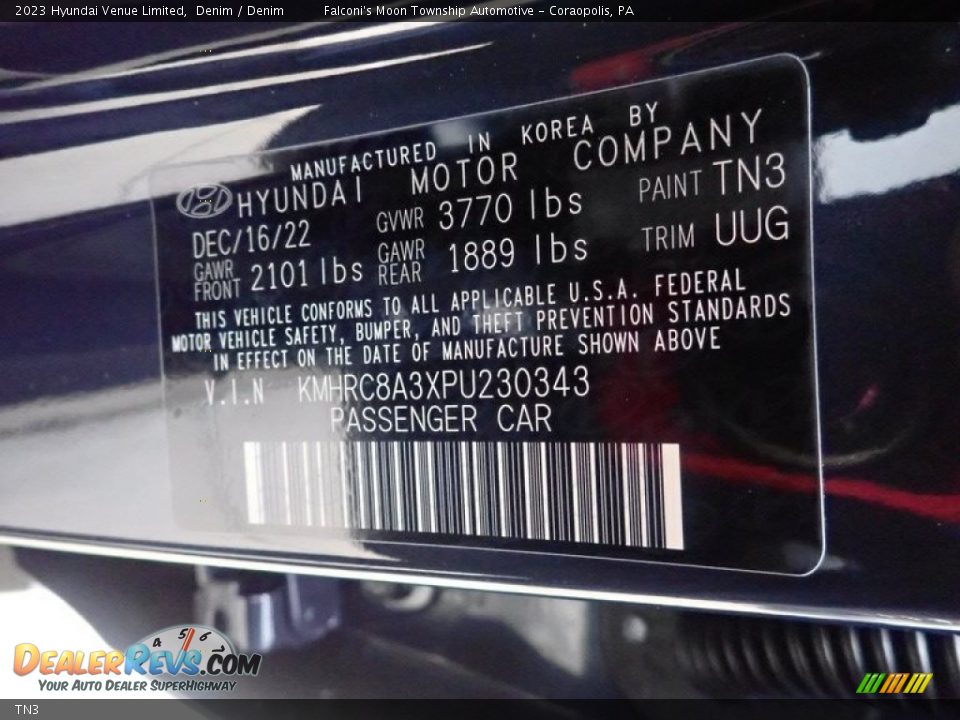 2023 Hyundai Venue Limited, Denim / Denim Falconi's Moon Township Automotive - Coraopolis, PA
MANUFACTURED IN KOREA BY
HYUNDAI MOTOR COMPANY
DEC/16/22 GVWR 3770 lbs PAINT TN3
GAWR FRONT 2101 lbs GAWR REAR 1889 lbs TRIM UUG
THIS VEHICLE CONFORMS TO ALL APPLICABLE U.S.A. FEDERAL
MOTOR VEHICLE SAFETY, BUMPER, AND THEFT PREVENTION STANDARDS
IN EFFECT ON THE DATE OF MANUFACTURE SHOWN ABOVE
V.I.N KMHRC8A3XPU230343
PASSENGER CAR
4 5 6
DEALERREVS.COM
YOUR AUTO DEALER SUPERHIGHWAY
TN3